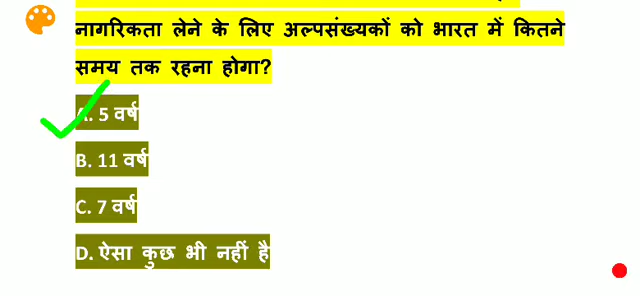 नागरिकता लेने के लिए अल्पसंख्यकों को भारत में कितने
समय तक रहना होगा?
A. 5 वर्ष
B. 11 वर्ष
C. 7 वर्ष
D. ऐसा कुछ भी नहीं है